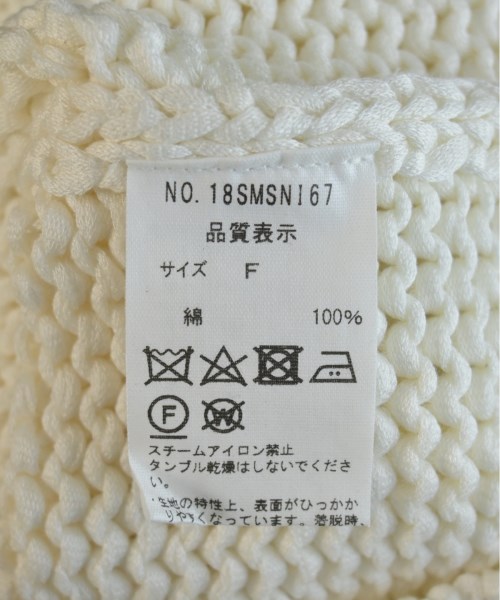 NO.18SMSNI67
品質表示
サイズ F
綿 100%
F W
スチームアイロン禁止
タンブル乾燥はしないでくださ
い。
生地の特性上、表面がひっかか
りやすくなっています。着脱時、